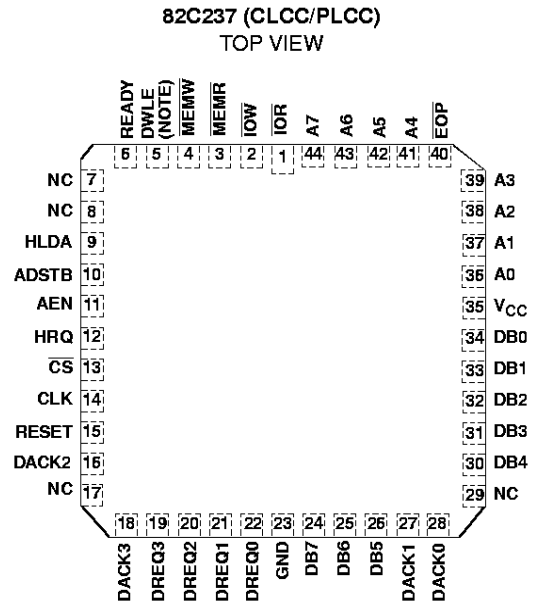 82C237 (CLCC/PLCC)
TOP VIEW
READY
DWLE
(NOTE)
MEMW
MEMR
IOW
IOR
A7
A6
A5
A4
EOP
6 5 4 3 2 1 44 43 42 41 40
NC 7
NC 8
HLDA 9
ADSTB 10
AEN 11
HRQ 12
CS 13
CLK 14
RESET 15
DACK2 16
NC 17
39 A3
38 A2
37 A1
36 A0
35 VCC
34 DB0
33 DB1
32 DB2
31 DB3
30 DB4
29 NC
18 19 20 21 22 23 24 25 26 27 28
DACK3
DREQ3
DREQ2
DREQ1
DREQ0
GND
DB7
DB6
DB5
DACK1
DACK0